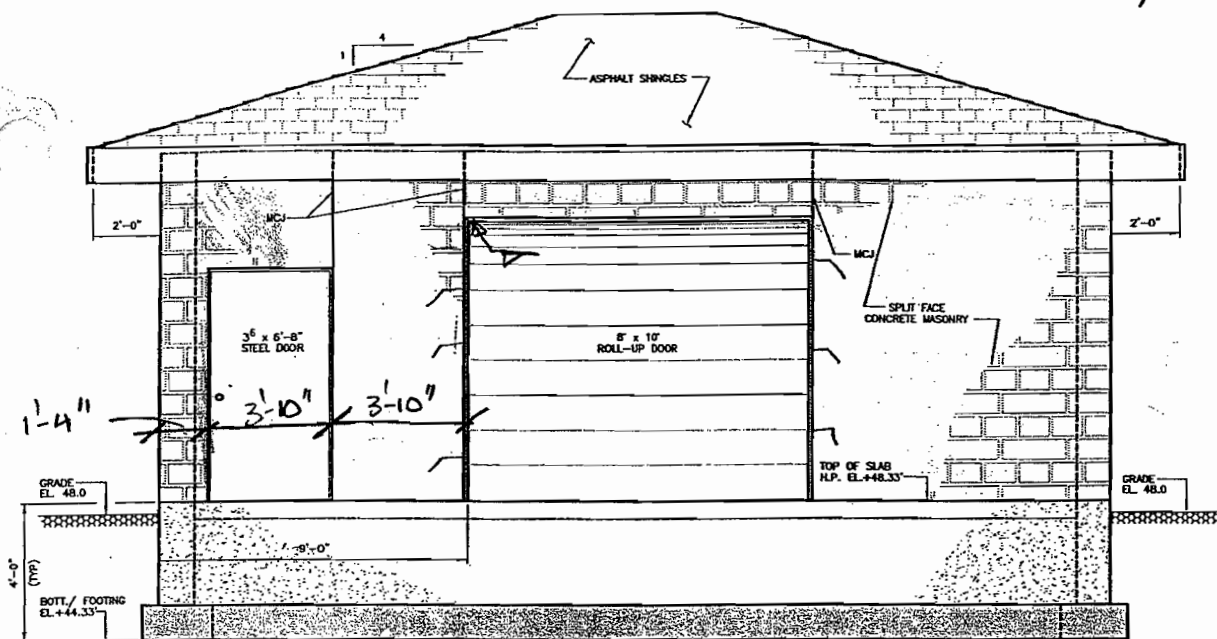 1
4
ASPHALT SHINGLES
MCJ
2'-0"
2'-0"
MCJ
SPLIT FACE
CONCRETE MASONRY
3⁶ x 6'-8"
STEEL DOOR
8' x 10'
ROLL-UP DOOR
1'-4"
3'-10"
3'-10"
TOP OF SLAB
H.P. EL.+48.33'
GRADE
EL. 48.0
GRADE
EL. 48.0
9'-0"
4'-0"
(TYP)
BOTT./ FOOTING
EL.+44.33'